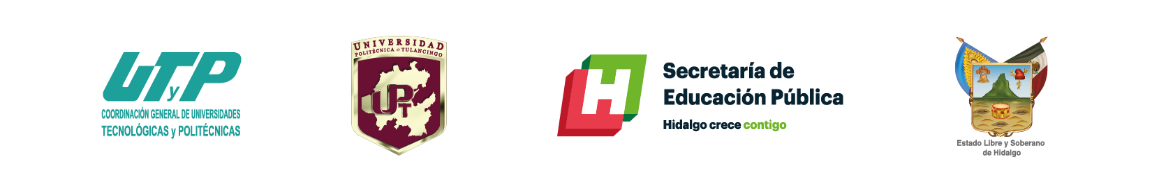 UTyP
COORDINACIÓN GENERAL DE UNIVERSIDADES
TECNOLÓGICAS y POLITÉCNICAS
UNIVERSIDAD
POLITÉCNICA DE TULANCINGO
UPT
H
Secretaría de
Educación Pública
Hidalgo crece contigo
Estado Libre y Soberano
de Hidalgo